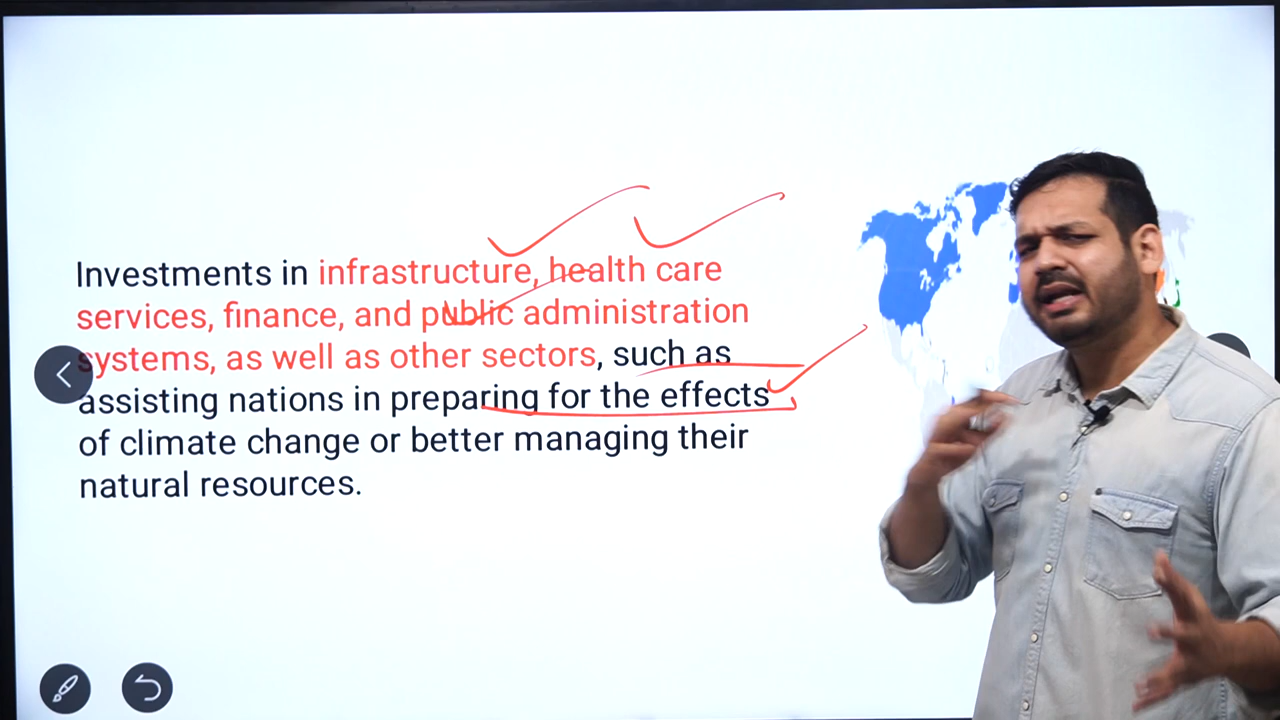 Investments in infrastructure, health care
services, finance, and public administration
systems, as well as other sectors, such as
assisting nations in preparing for the effects
of climate change or better managing their
natural resources.